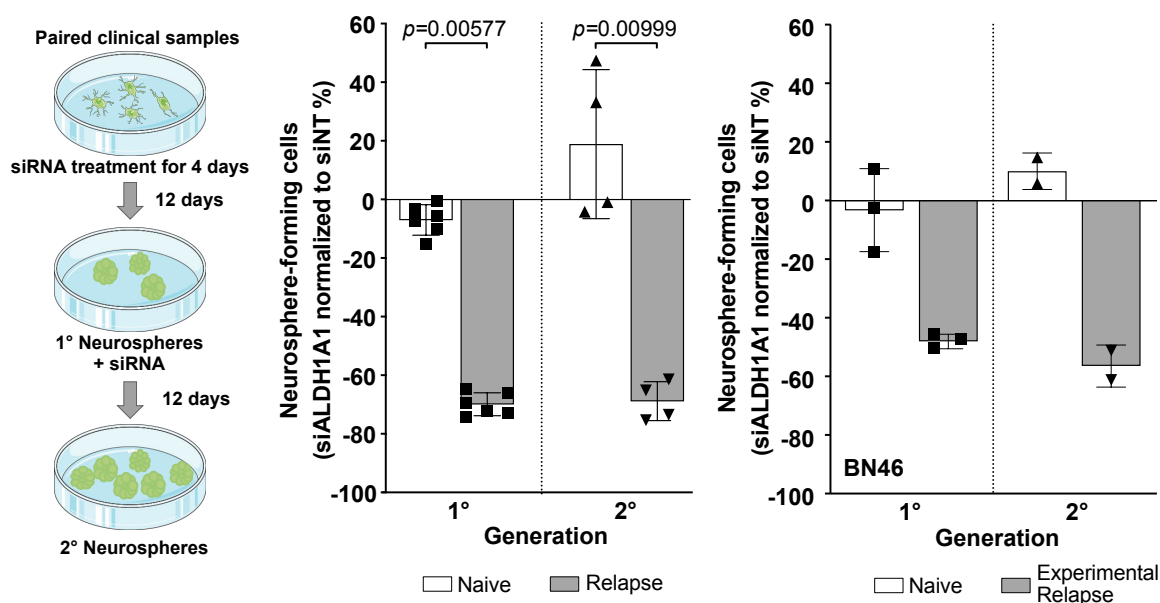 Paired clinical samples
siRNA treatment for 4 days
12 days
1° Neurospheres
+ siRNA
12 days
2° Neurospheres
Neurosphere-forming cells
(siALDH1A1 normalized to siNT %)
60
40
20
0
-20
-40
-60
-80
-100
p=0.00577
p=0.00999
1°
2°
Generation
Naive
Relapse
Neurosphere-forming cells
(siALDH1A1 normalized to siNT %)
60
40
20
0
-20
-40
-60
-80
-100
BN46
1°
2°
Generation
Naive
Experimental
Relapse